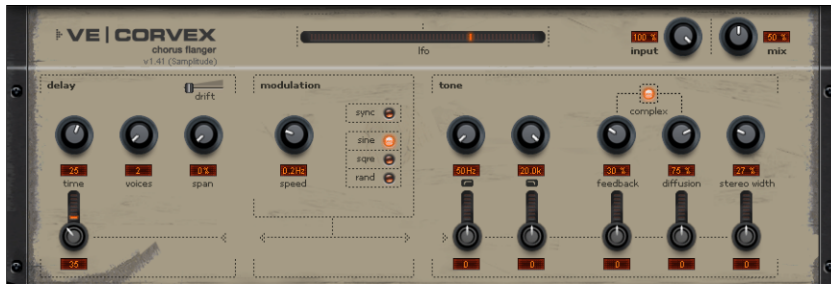 VE | CORVEX
chorus flanger
v1.41 (Samplitude)
lfo
100 %
input
50 %
mix
delay
drift
modulation
tone
sync
complex
sine
sqre
rand
25
2
0%
0.2Hz
50Hz
20.0k
30 %
75 %
27 %
time
voices
span
speed
feedback
diffusion
stereo width
35
0
0
0
0
0